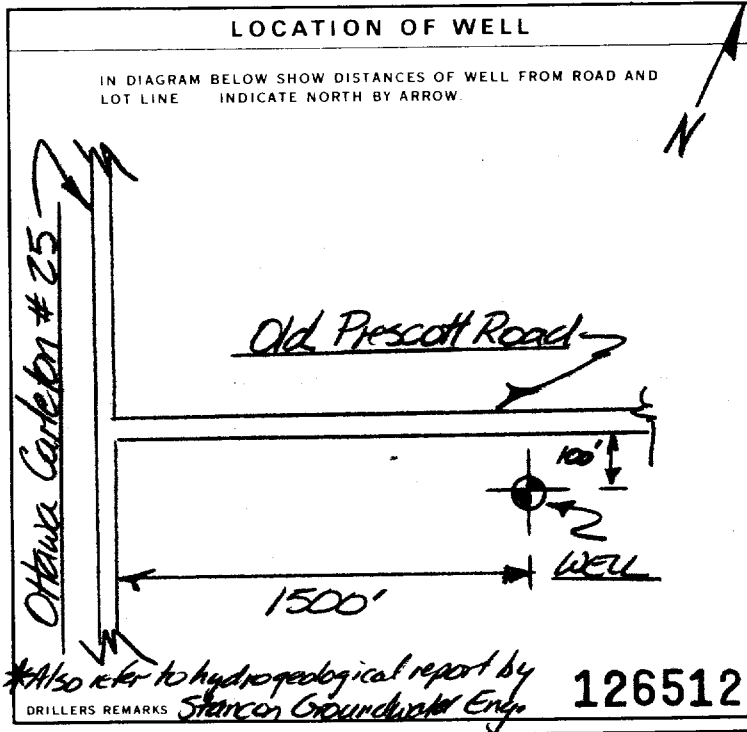 LOCATION OF WELL
IN DIAGRAM BELOW SHOW DISTANCES OF WELL FROM ROAD AND
LOT LINE INDICATE NORTH BY ARROW.
N
Ottawa Carleton # 25
Old Prescott Road
100'
WELL
1500'
*Also refer to hydrogeological report by
DRILLERS REMARKS Groundwater Eng.
126512